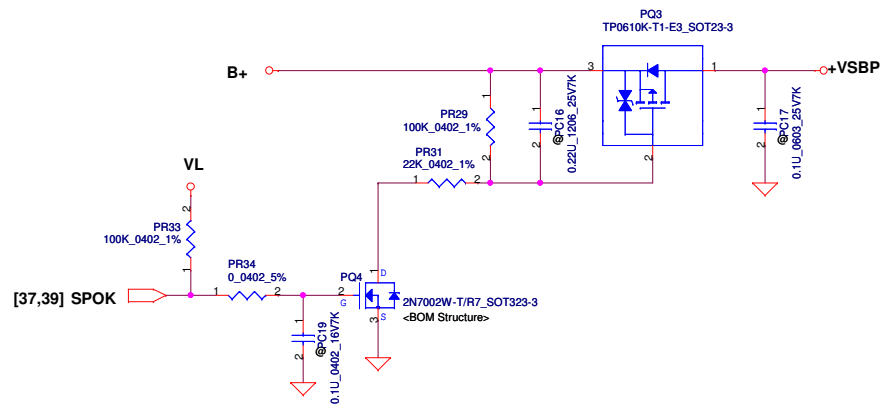 PQ3
TP0610K-T1-E3_SOT23-3
B+
3
1
+VSBP
1
PR29
100K_0402_1%
2
1
2
@PC16
0.22U_1206_25V7K
2
1
2
@PC17
0.1U_0603_25V7K
PR31
22K_0402_1%
1
2
VL
2
PR33
100K_0402_1%
1
PR34
0_0402_5%
[37,39] SPOK
1
2
PQ4
2
G
1
D
3
S
2N7002W-T/R7_SOT323-3
<BOM Structure>
1
2
@PC19
0.1U_0402_16V7K